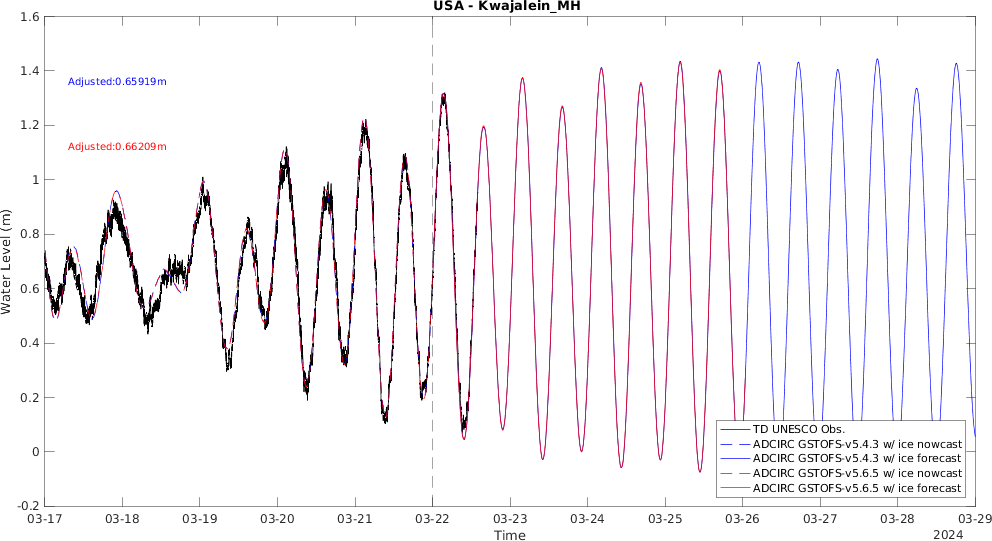 USA - Kwajalein_MH
1.6
1.4
1.2
1
0.8
0.6
0.4
0.2
0
-0.2
Water Level (m)
Adjusted:0.65919m
Adjusted:0.66209m
TD UNESCO Obs.
ADCIRC GSTOFS-v5.4.3 w/ ice nowcast
ADCIRC GSTOFS-v5.4.3 w/ ice forecast
ADCIRC GSTOFS-v5.6.5 w/ ice nowcast
ADCIRC GSTOFS-v5.6.5 w/ ice forecast
03-17 03-18 03-19 03-20 03-21 03-22 03-23 03-24 03-25 03-26 03-27 03-28 03-29
Time
2024